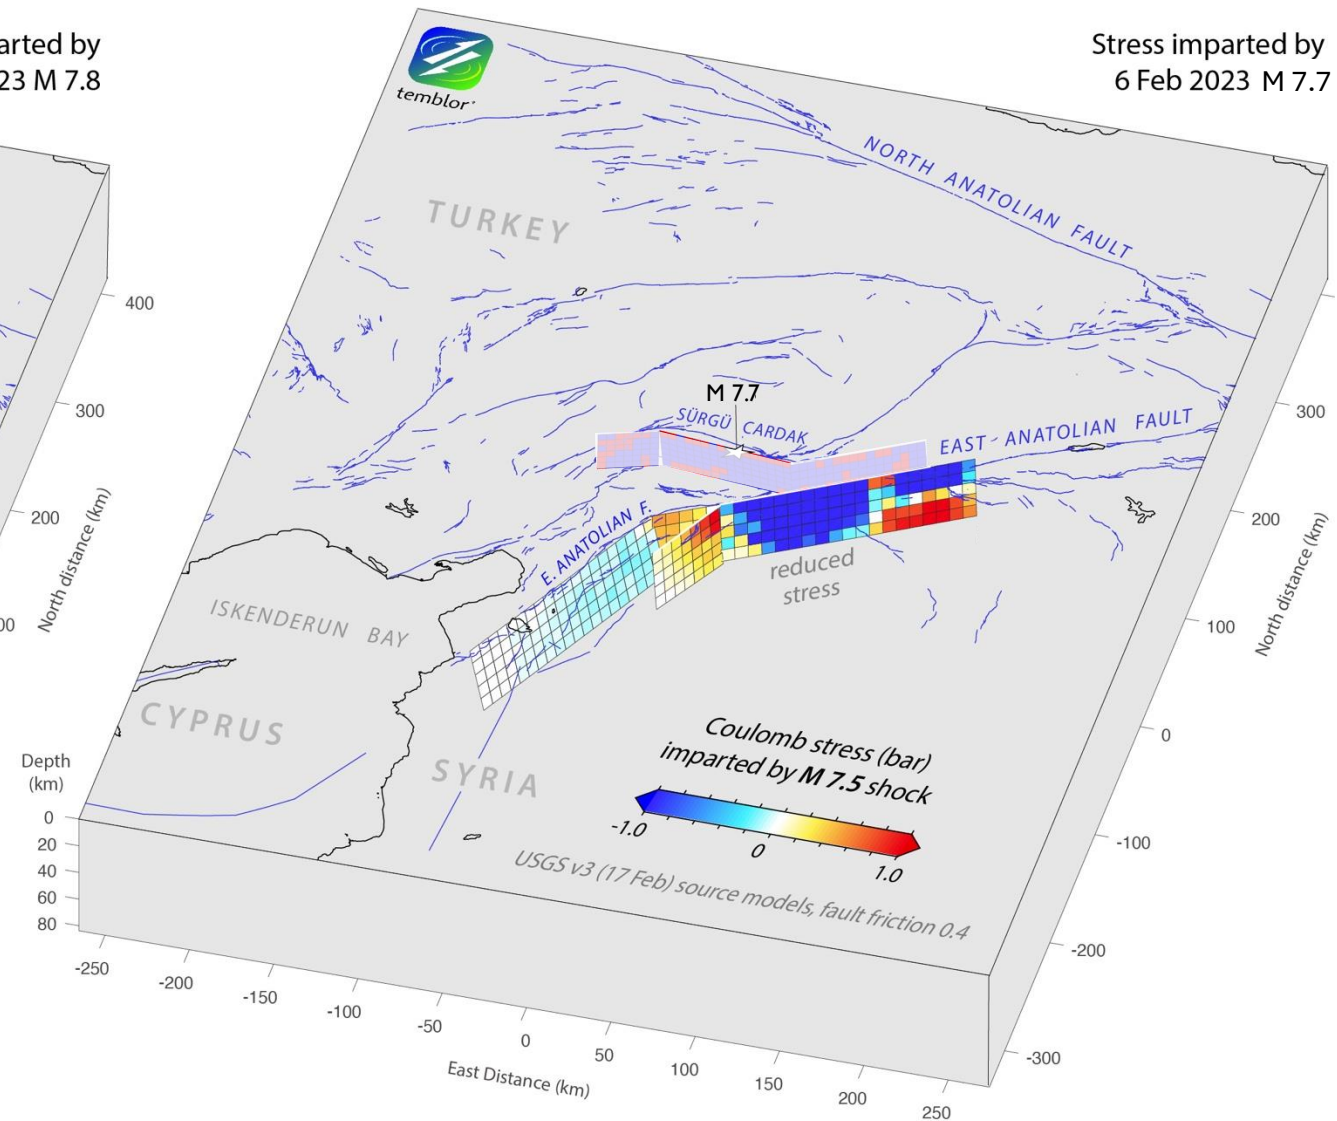 arted by
23 M 7.8
temblor
Stress imparted by
6 Feb 2023 M 7.7
NORTH ANATOLIAN FAULT
TURKEY
400
300
200
North distance (km)
00
M 7.7
SÜRGÜ CARDAK
EAST-ANATOLIAN FAULT
E. ANATOLIAN F.
reduced
stress
ISKENDERUN BAY
CYPRUS
SYRIA
Coulomb stress (bar)
imparted by M 7.5 shock
-1.0
0
1.0
USGS v3 (17 Feb) source models, fault friction 0.4
Depth
(km)
0
20
40
60
80
-250
-200
-150
-100
-50
0
50
100
150
200
250
East Distance (km)
300
200
100
0
-100
-200
-300
North distance (km)